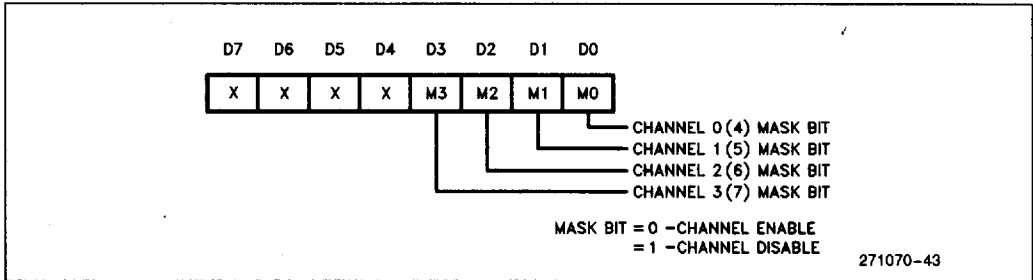 D7 D6 D5 D4 D3 D2 D1 D0
X X X X M3 M2 M1 M0
CHANNEL 0(4) MASK BIT
CHANNEL 1(5) MASK BIT
CHANNEL 2(6) MASK BIT
CHANNEL 3(7) MASK BIT
MASK BIT = 0 -CHANNEL ENABLE
= 1 -CHANNEL DISABLE
271070-43